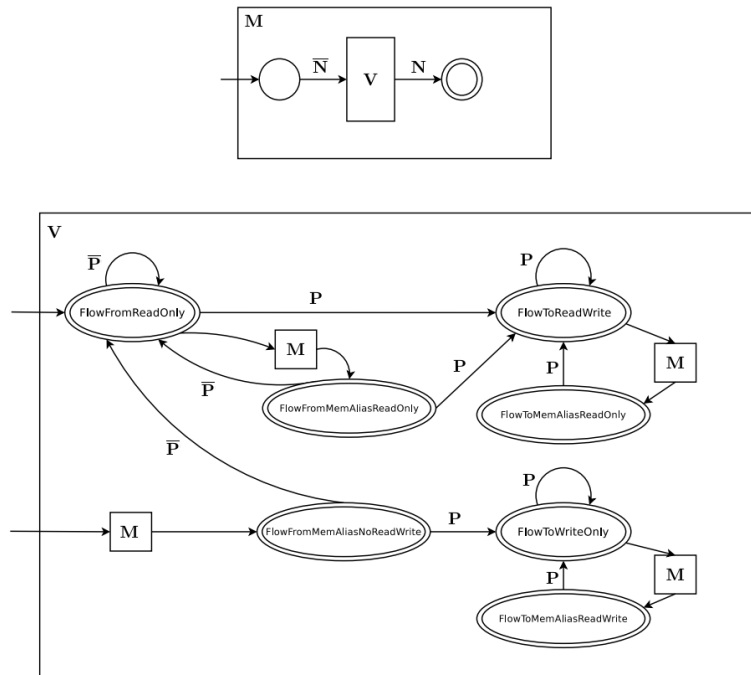 M
N̅
V
N
V
P̅
P
P
FlowFromReadOnly
FlowToReadWrite
M
M
P
P̅
P
FlowFromMemAliasReadOnly
FlowToMemAliasReadOnly
P̅
P
M
FlowFromMemAliasNoReadWrite
P
FlowToWriteOnly
M
P
FlowToMemAliasReadWrite